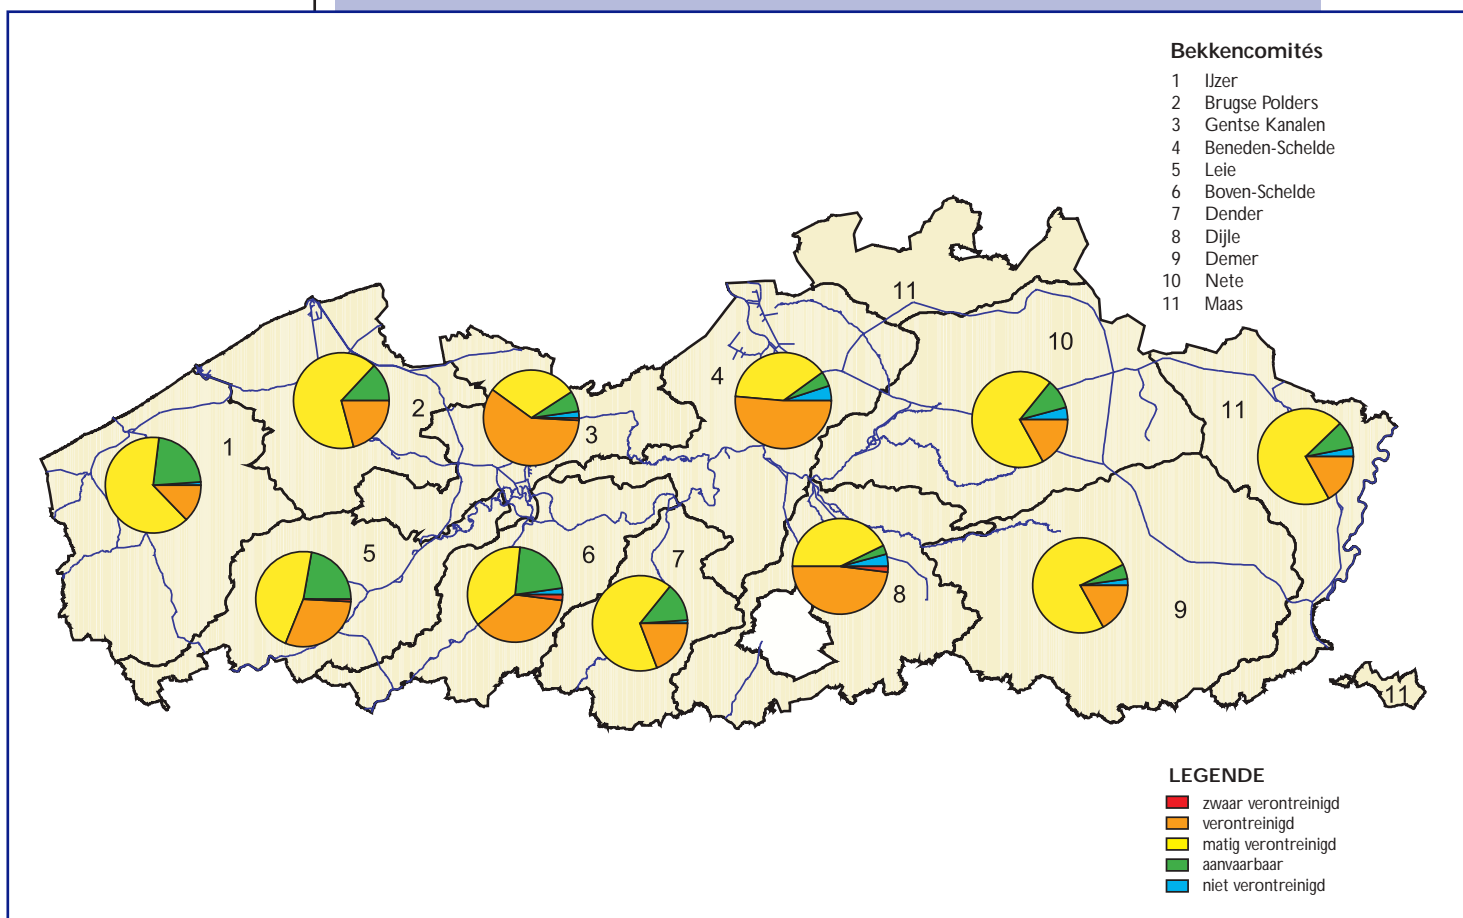 Bekkencomités
1 IJzer
2 Brugse Polders
3 Gentse Kanalen
4 Beneden-Schelde
5 Leie
6 Boven-Schelde
7 Dender
8 Dijle
9 Demer
10 Nete
11 Maas
11
10
4
11
2
3
1
5
6
7
8
9
11
LEGENDE
zwaar verontreinigd
verontreinigd
matig verontreinigd
aanvaarbaar
niet verontreinigd